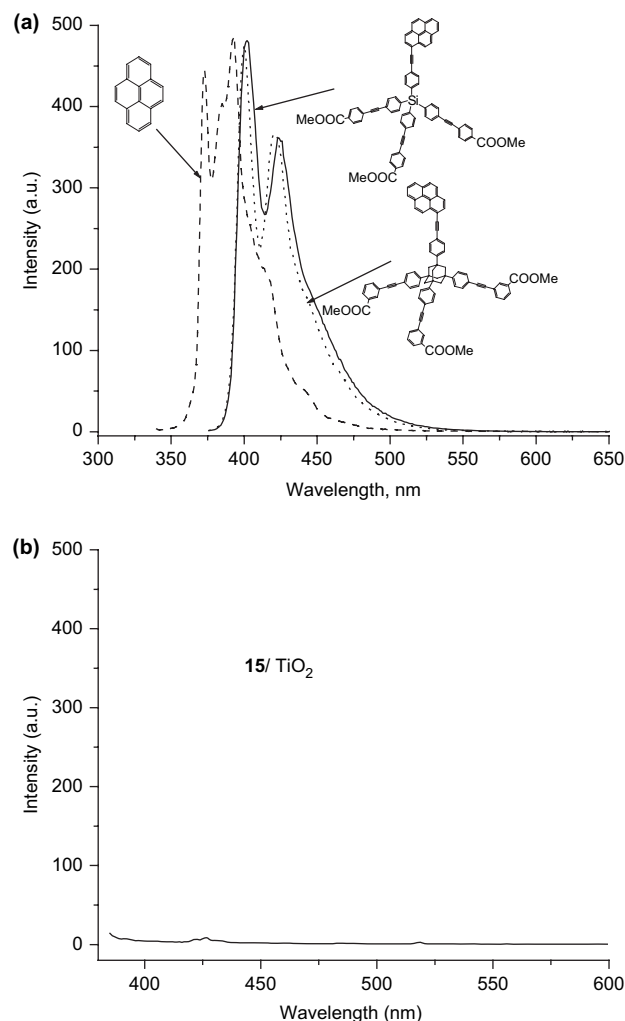 (a)
500
400
300
200
100
0
Intensity (a.u.)
Si
MeOOC
COOMe
MeOOC
COOMe
MeOOC
COOMe
300 350 400 450 500 550 600 650
Wavelength, nm
(b)
500
400
300
200
100
0
Intensity (a.u.)
15/ TiO2
400 450 500 550 600
Wavelength (nm)